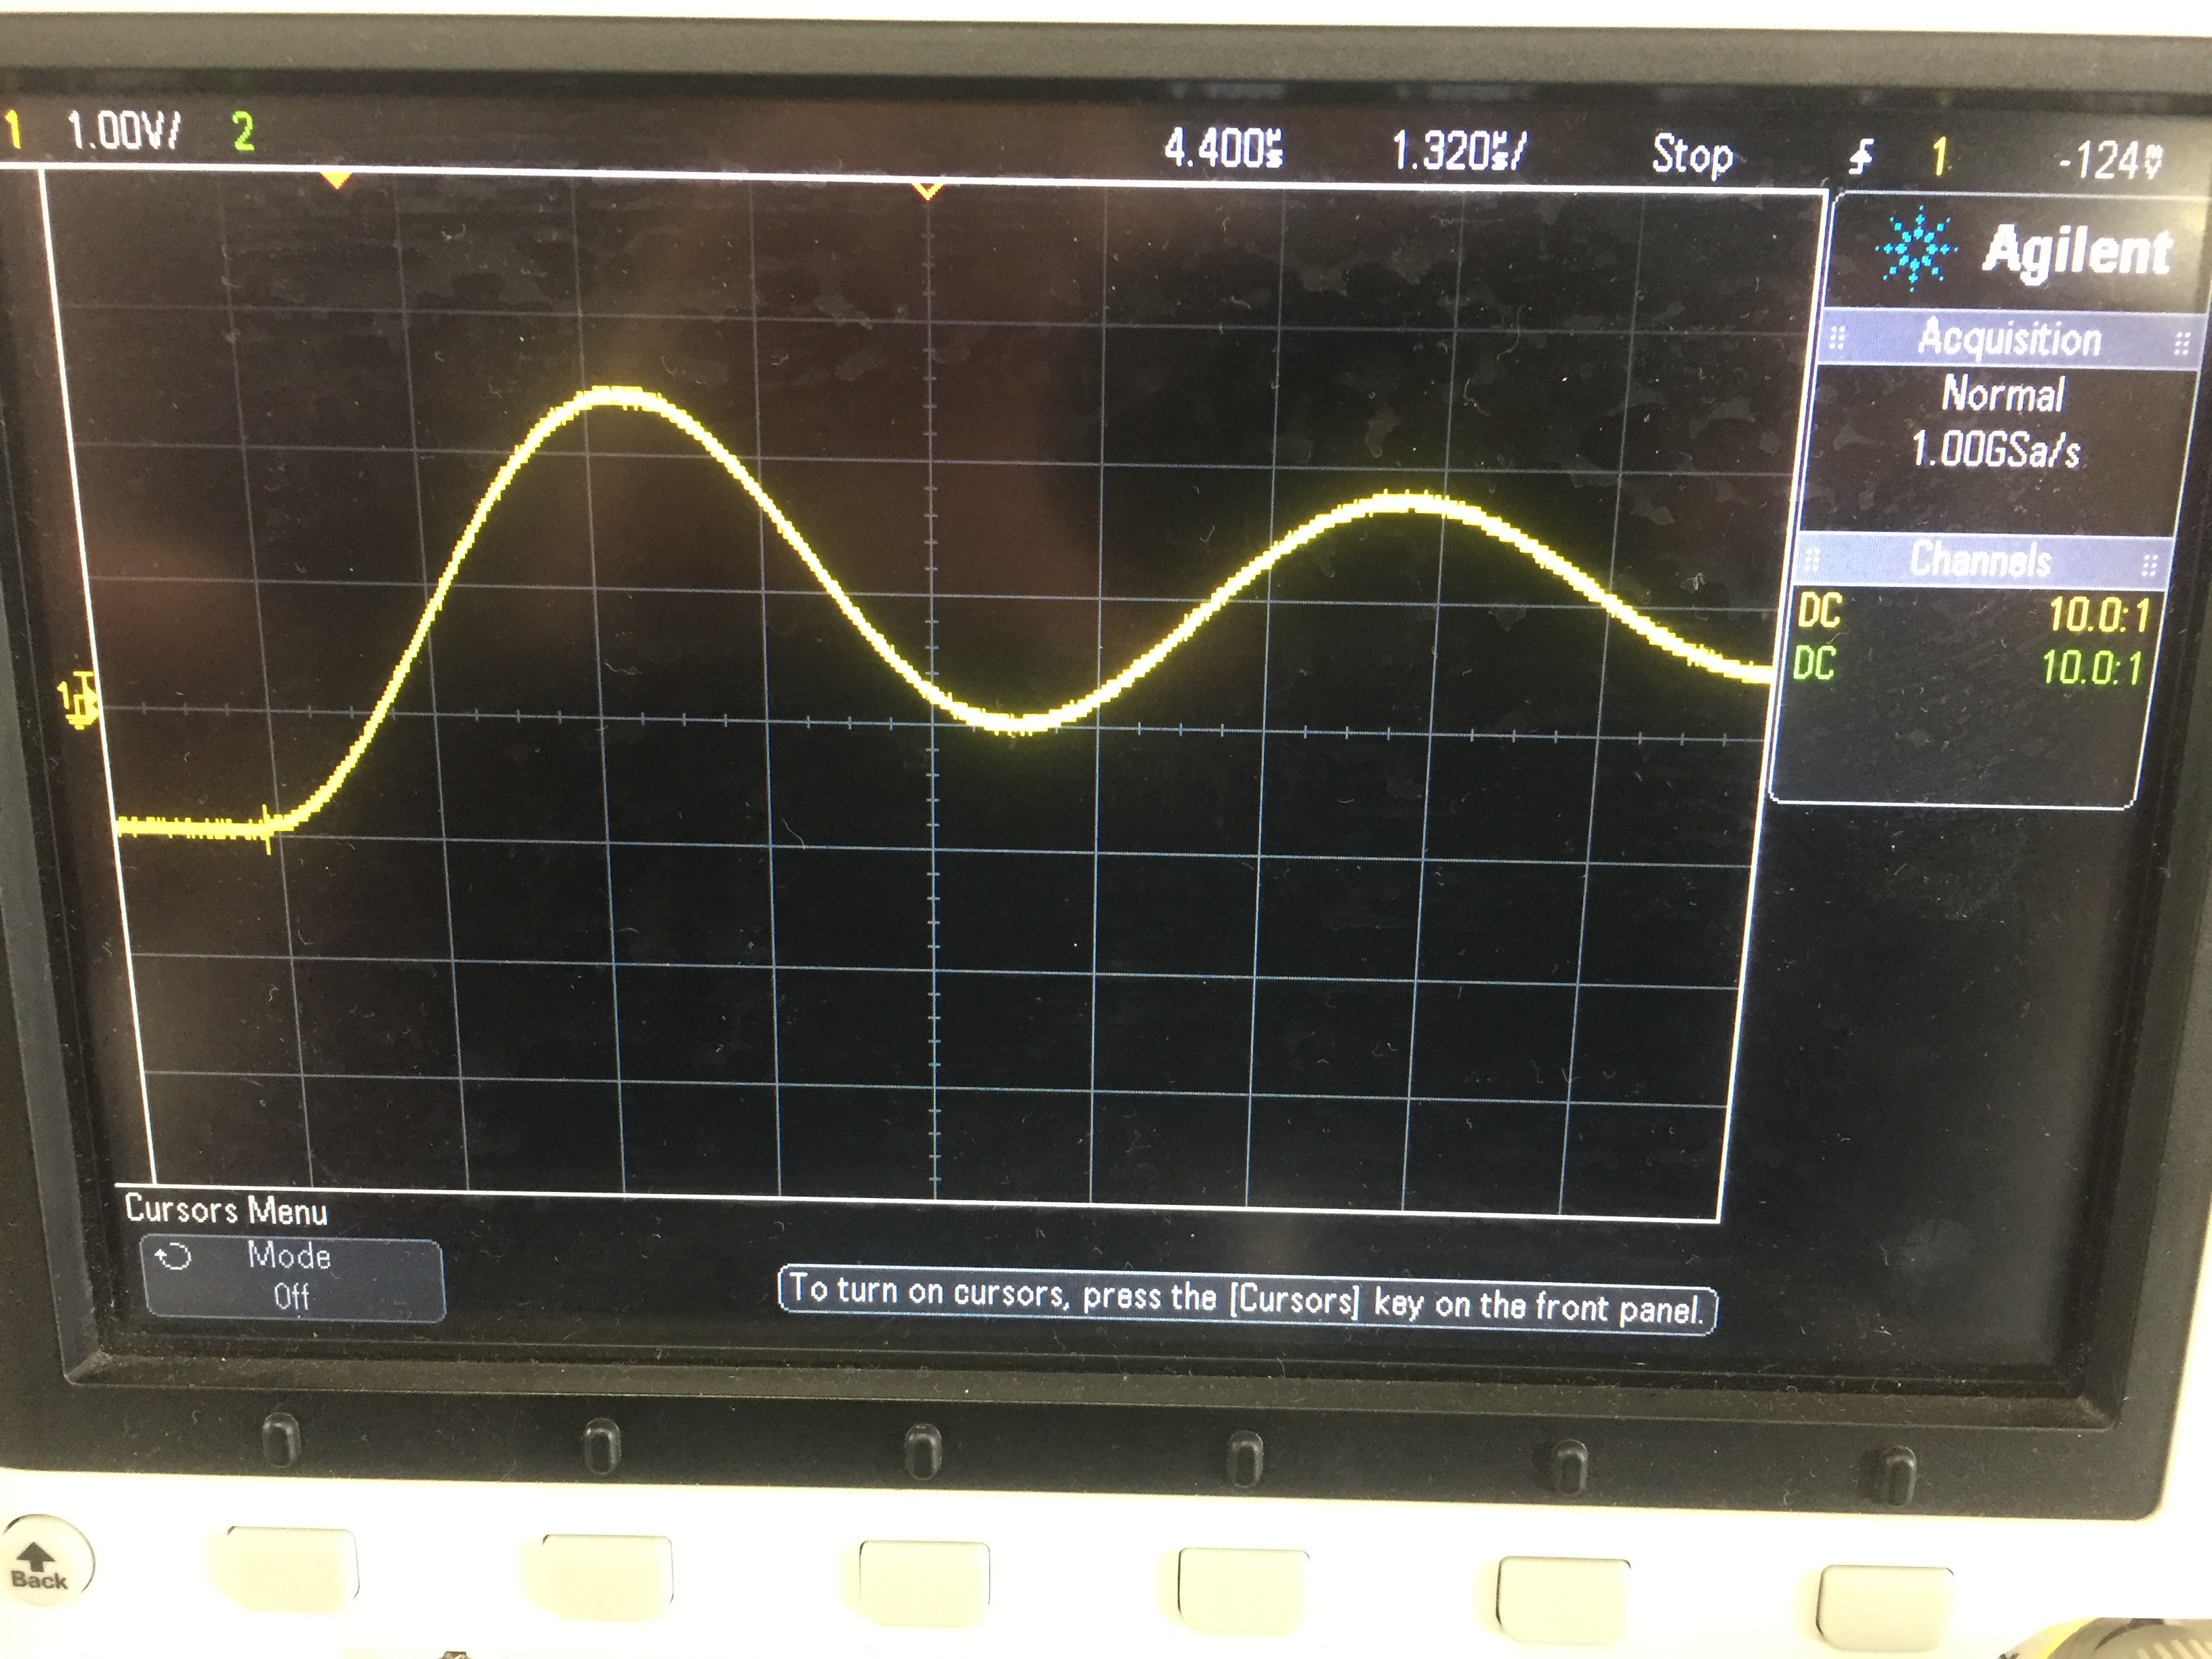 1 1.00V/ 2 4.400µs 1.320µs/ Stop 1 -124mV
Agilent
Acquisition
Normal
1.00GSa/s
Channels
DC 10.0:1
DC 10.0:1
1
T
Cursors Menu
Mode
Off
To turn on cursors, press the [Cursors] key on the front panel.
Back